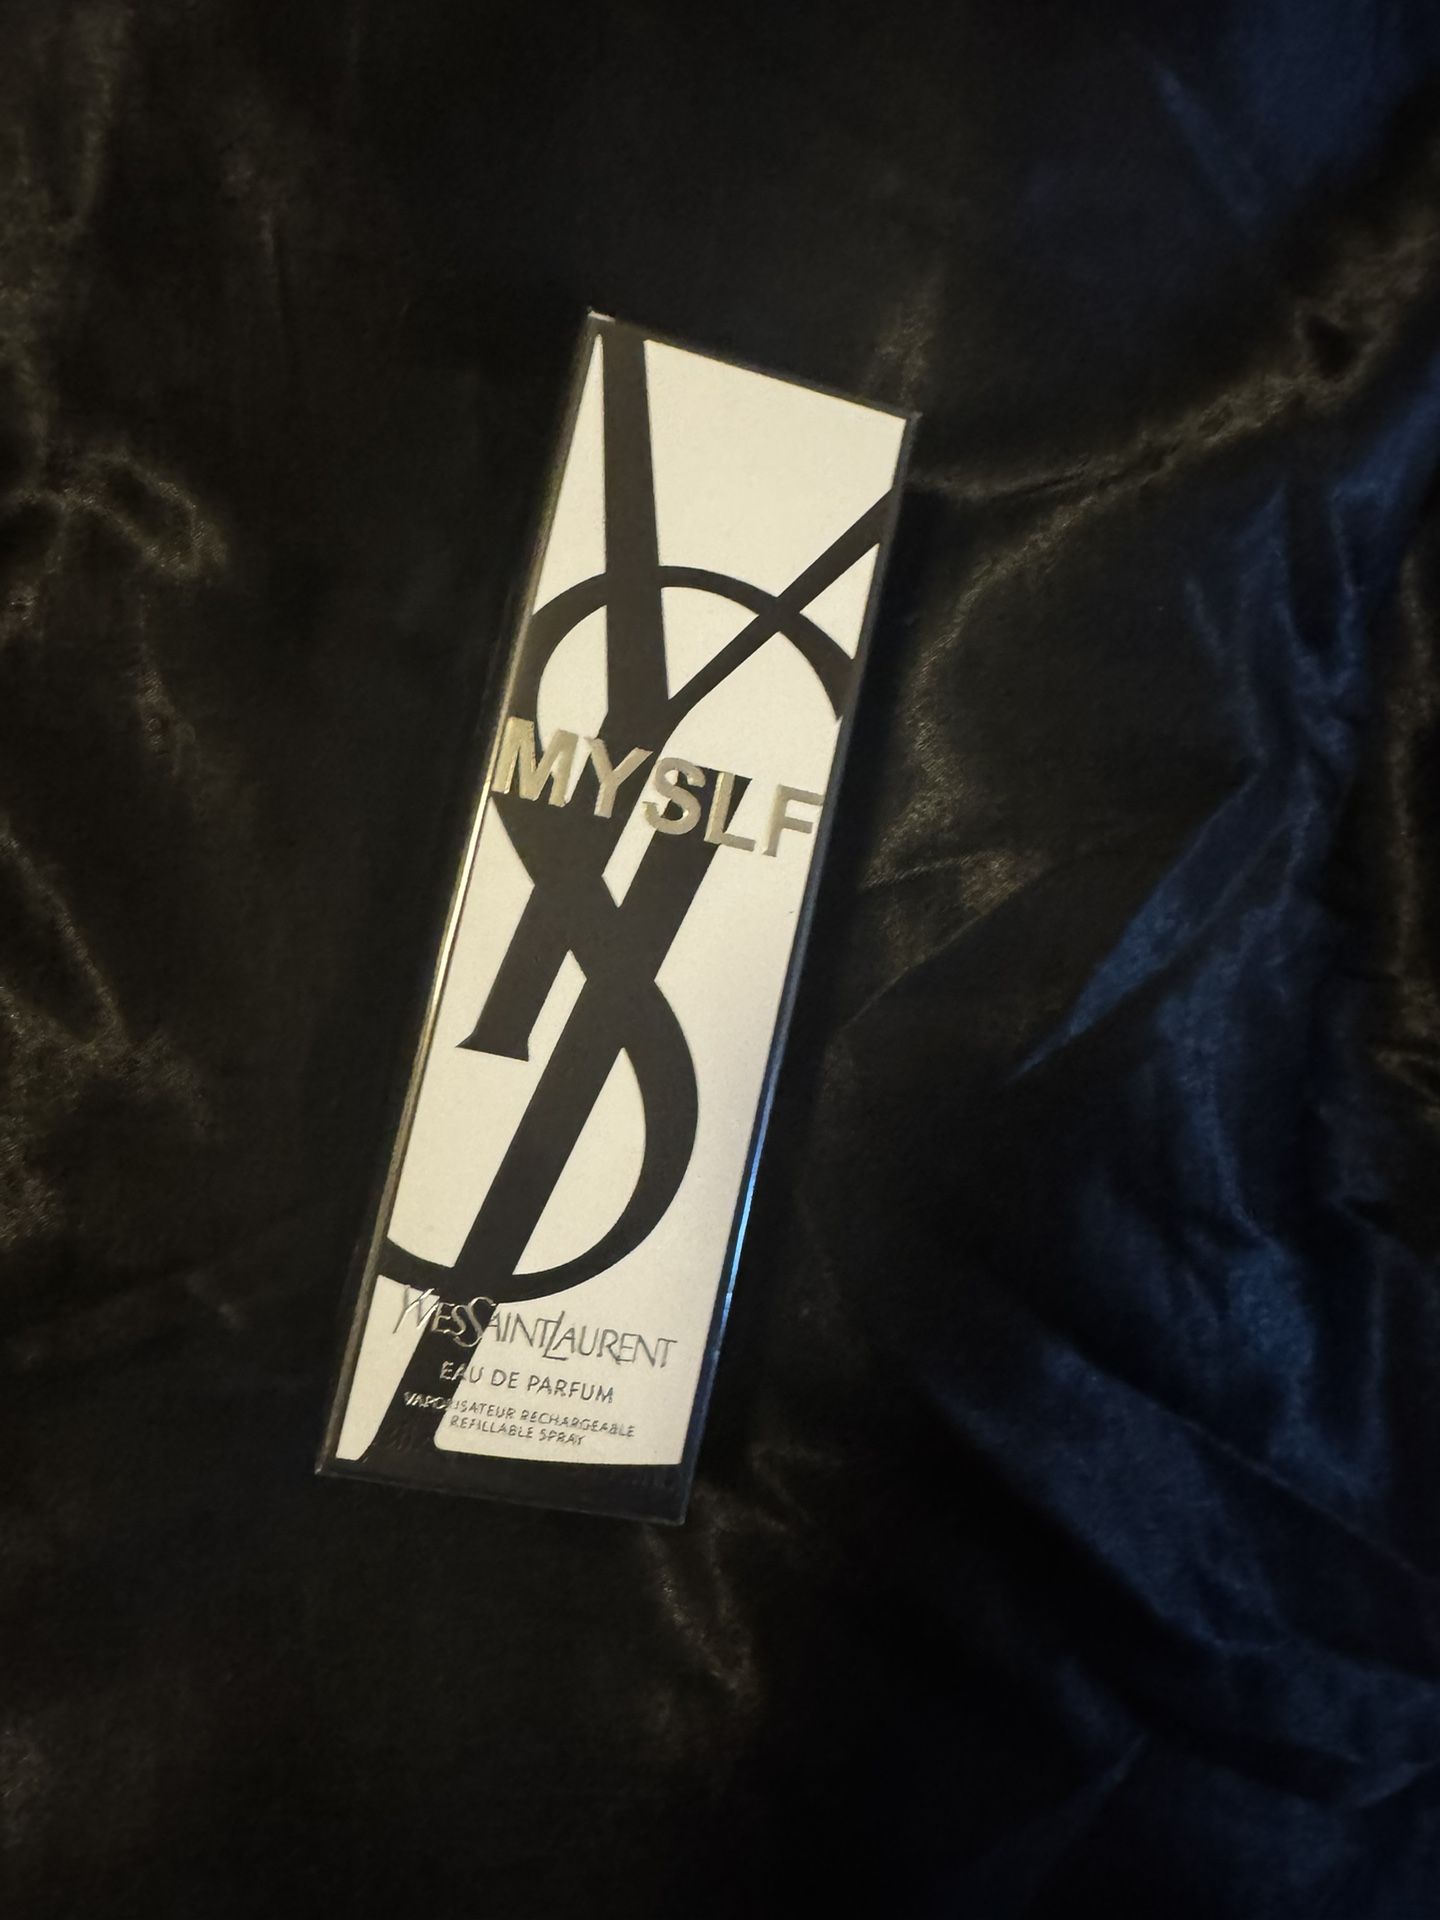 MYSLF
YVESSAINTLAURENT
EAU DE PARFUM
VAPORISATEUR RECHARGEABLE
REFILLABLE SPRAY